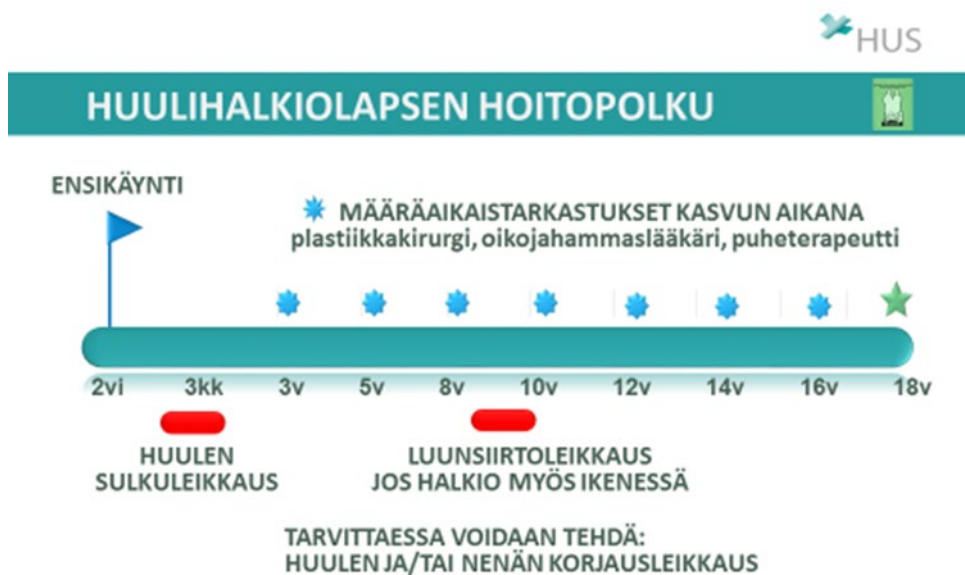 HUS
HUULIHALKIOLAPSEN HOITOPOLKU
ENSIKÄYNTI
MÄÄRÄAIKAISTARKASTUKSET KASVUN AIKANA
plastiikkakirurgi, oikojahammaslääkäri, puheterapeutti
2vi 3kk 3v 5v 8v 10v 12v 14v 16v 18v
HUULEN
SULKULEIKKAUS
LUUNSIIRTOLEIKKAUS
JOS HALKIO MYÖS IKENESSÄ
TARVITTAESSA VOIDAAN TEHDÄ:
HUULEN JA/TAI NENÄN KORJAUSLEIKKAUS